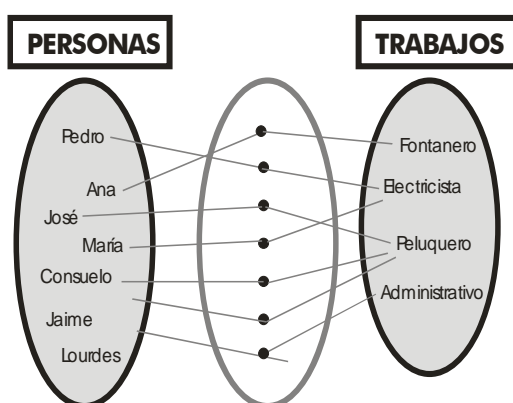 PERSONAS
TRABAJOS
Pedro
Ana
José
María
Consuelo
Jaime
Lourdes
Fontanero
Electricista
Peluquero
Administrativo